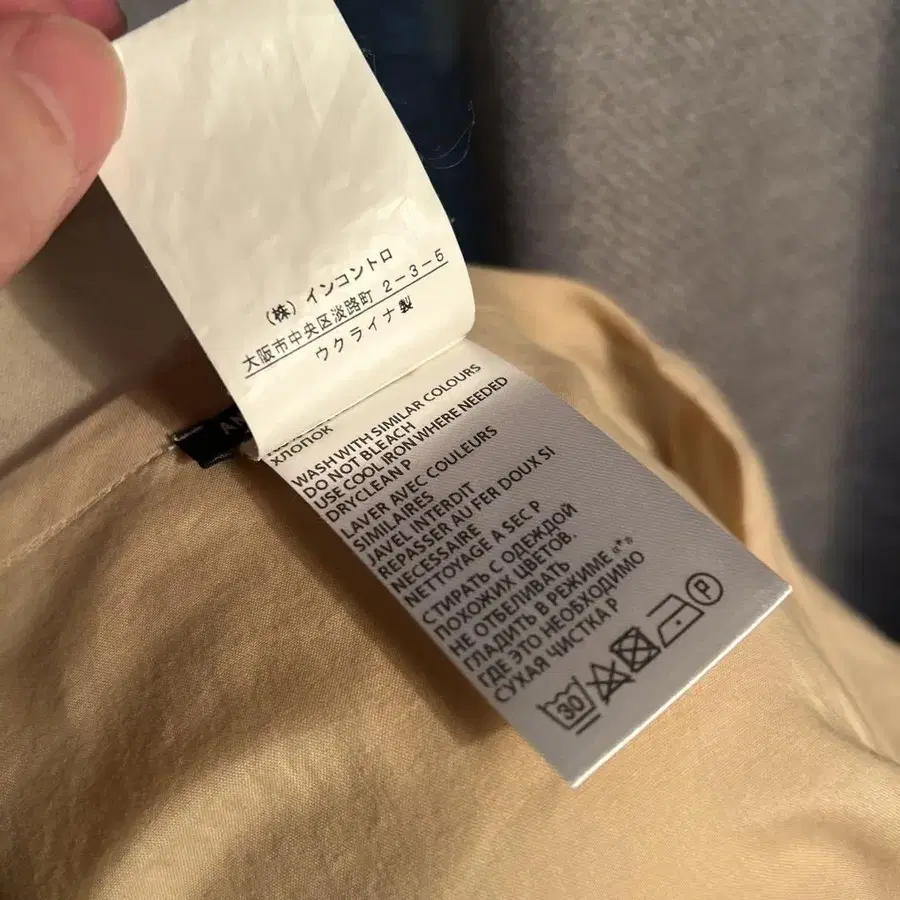 (株) インコントロ
大阪市中央区淡路町 2-3-5
ウクライナ製
AN
ХЛОПОК
WASH WITH SIMILAR COLOURS
DO NOT BLEACH
USE COOL IRON WHERE NEEDED
DRYCLEAN P
LAVER AVEC COULEURS
SIMILAIRES
JAVEL INTERDIT
REPASSER AU FER DOUX SI
NECESSAIRE
NETTOYAGE A SEC P
СТИРАТЬ С ОДЕЖДОЙ
ПОХОЖИХ ЦВЕТОВ.
НЕ ОТБЕЛИВАТЬ
ГЛАДИТЬ В РЕЖИМЕ „*„
ГДЕ ЭТО НЕОБХОДИМО
СУХАЯ ЧИСТКА P
30 P